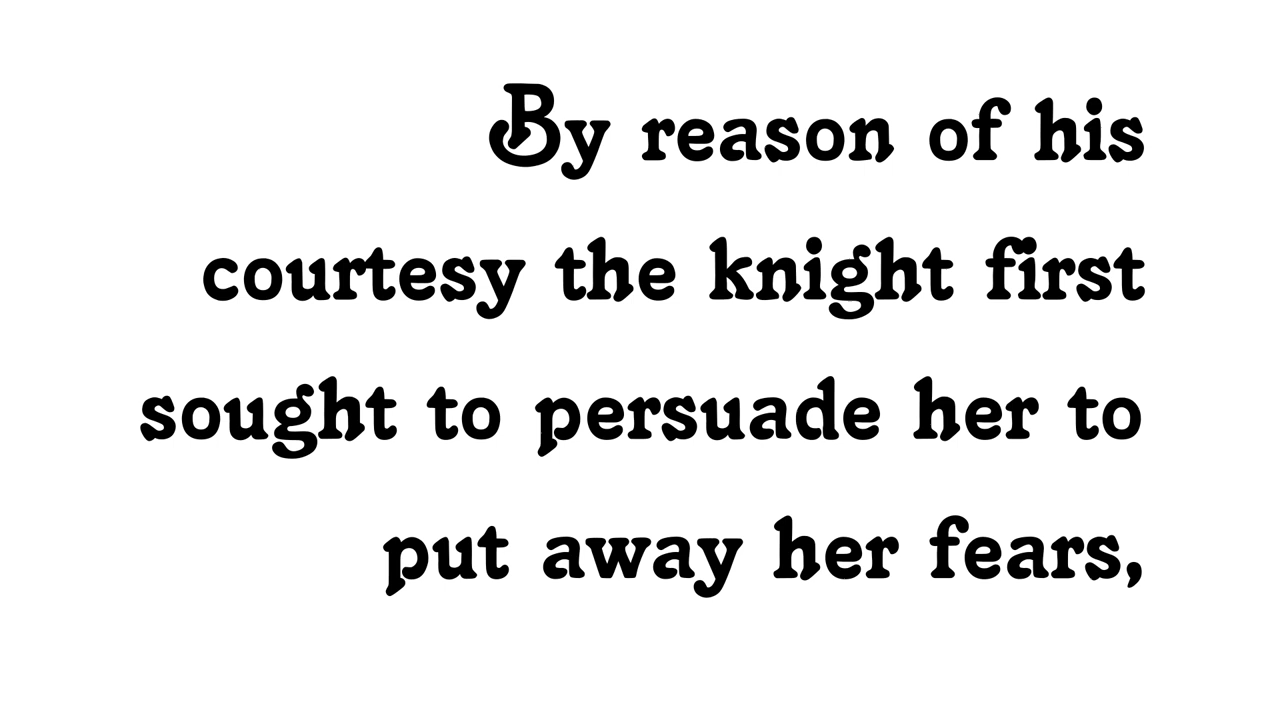 By reason of his
courtesy the knight first
sought to persuade her to
put away her fears,